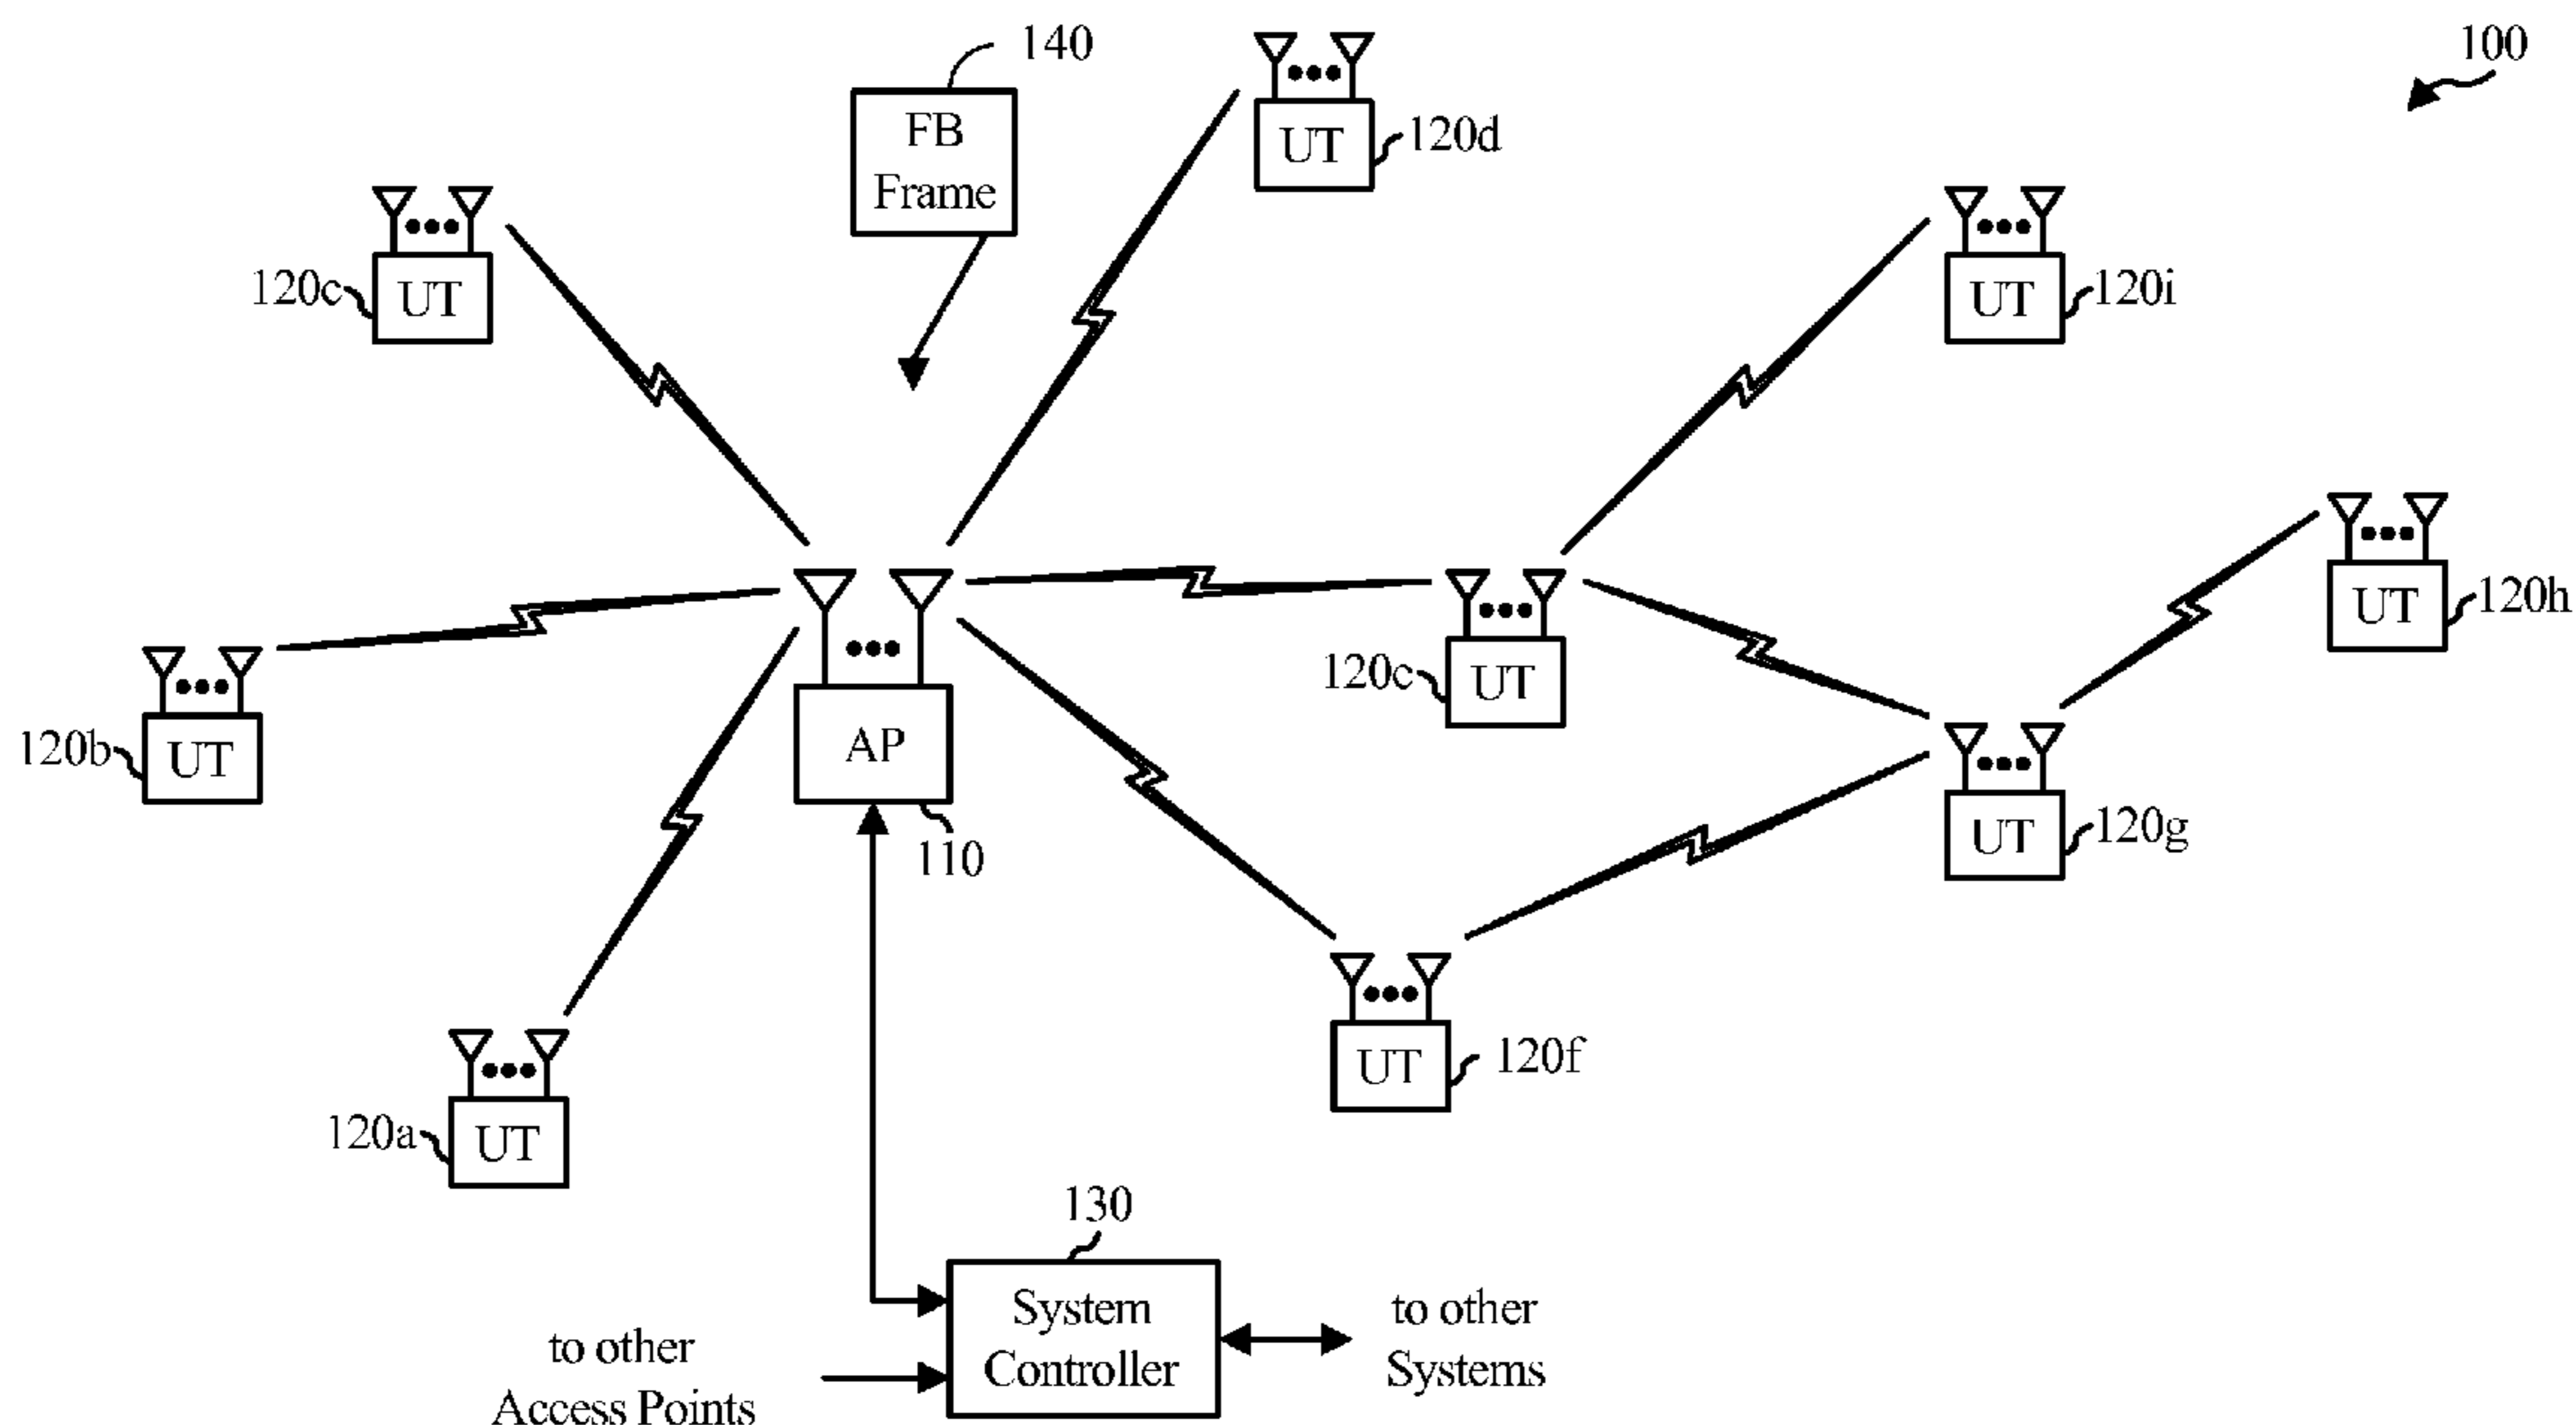 140
100
FB
Frame
UT
120d
120c
UT
UT
120i
UT
120h
120c
UT
120b
UT
AP
110
UT
120g
UT
120f
120a
UT
130
System
Controller
to other
Access Points
to other
Systems